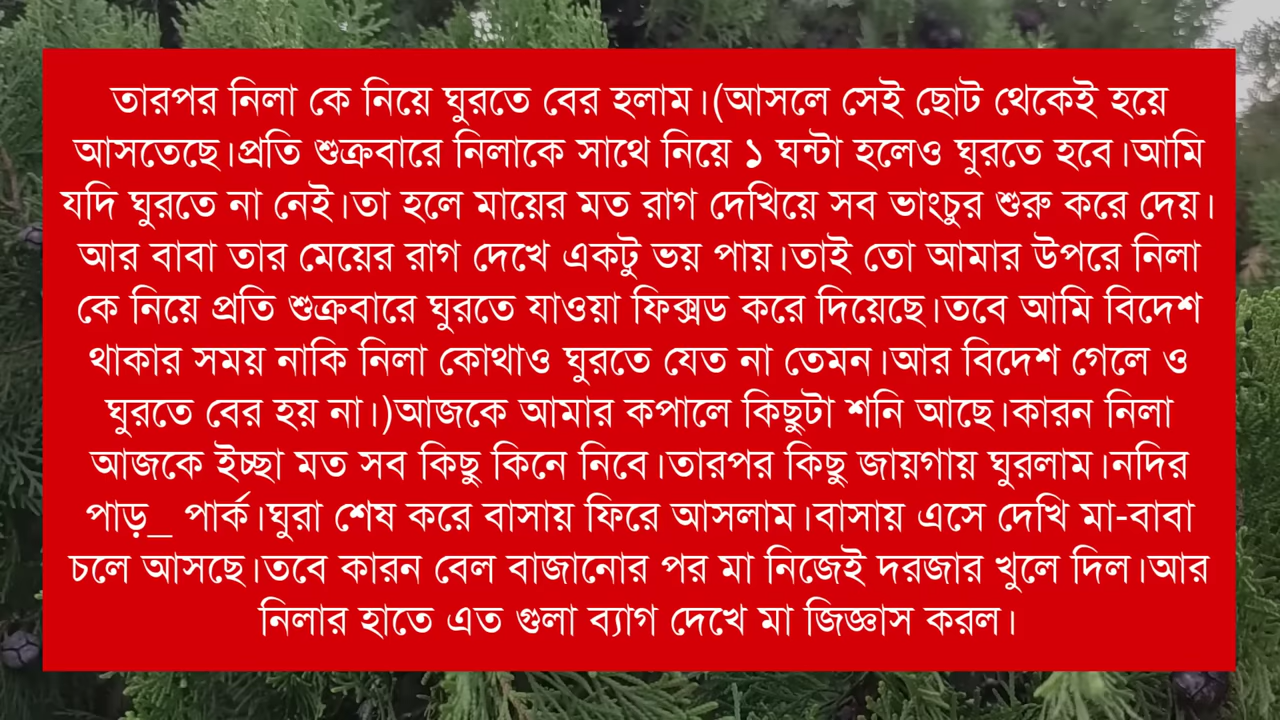 তারপর নিলা কে নিয়ে ঘুরতে বের হলাম।(আসলে সেই ছোট থেকেই হয়ে
আসতেছে।প্রতি শুক্রবারে নিলাকে সাথে নিয়ে ১ ঘন্টা হলেও ঘুরতে হবে।আমি
যদি ঘুরতে না নেই।তা হলে মায়ের মত রাগ দেখিয়ে সব ভাংচুর শুরু করে দেয়।
আর বাবা তার মেয়ের রাগ দেখে একটু ভয় পায়।তাই তো আমার উপরে নিলা
কে নিয়ে প্রতি শুক্রবারে ঘুরতে যাওয়া ফিক্সড করে দিয়েছে।তবে আমি বিদেশ
থাকার সময় নাকি নিলা কোথাও ঘুরতে যেত না তেমন।আর বিদেশ গেলে ও
ঘুরতে বের হয় না।)আজকে আমার কপালে কিছুটা শনি আছে।কারন নিলা
আজকে ইচ্ছা মত সব কিছু কিনে নিবে।তারপর কিছু জায়গায় ঘুরলাম।নদির
পাড়_ পার্ক।ঘুরা শেষ করে বাসায় ফিরে আসলাম।বাসায় এসে দেখি মা-বাবা
চলে আসছে।তবে কারন বেল বাজানোর পর মা নিজেই দরজার খুলে দিল।আর
নিলার হাতে এত গুলা ব্যাগ দেখে মা জিজ্ঞাস করল।